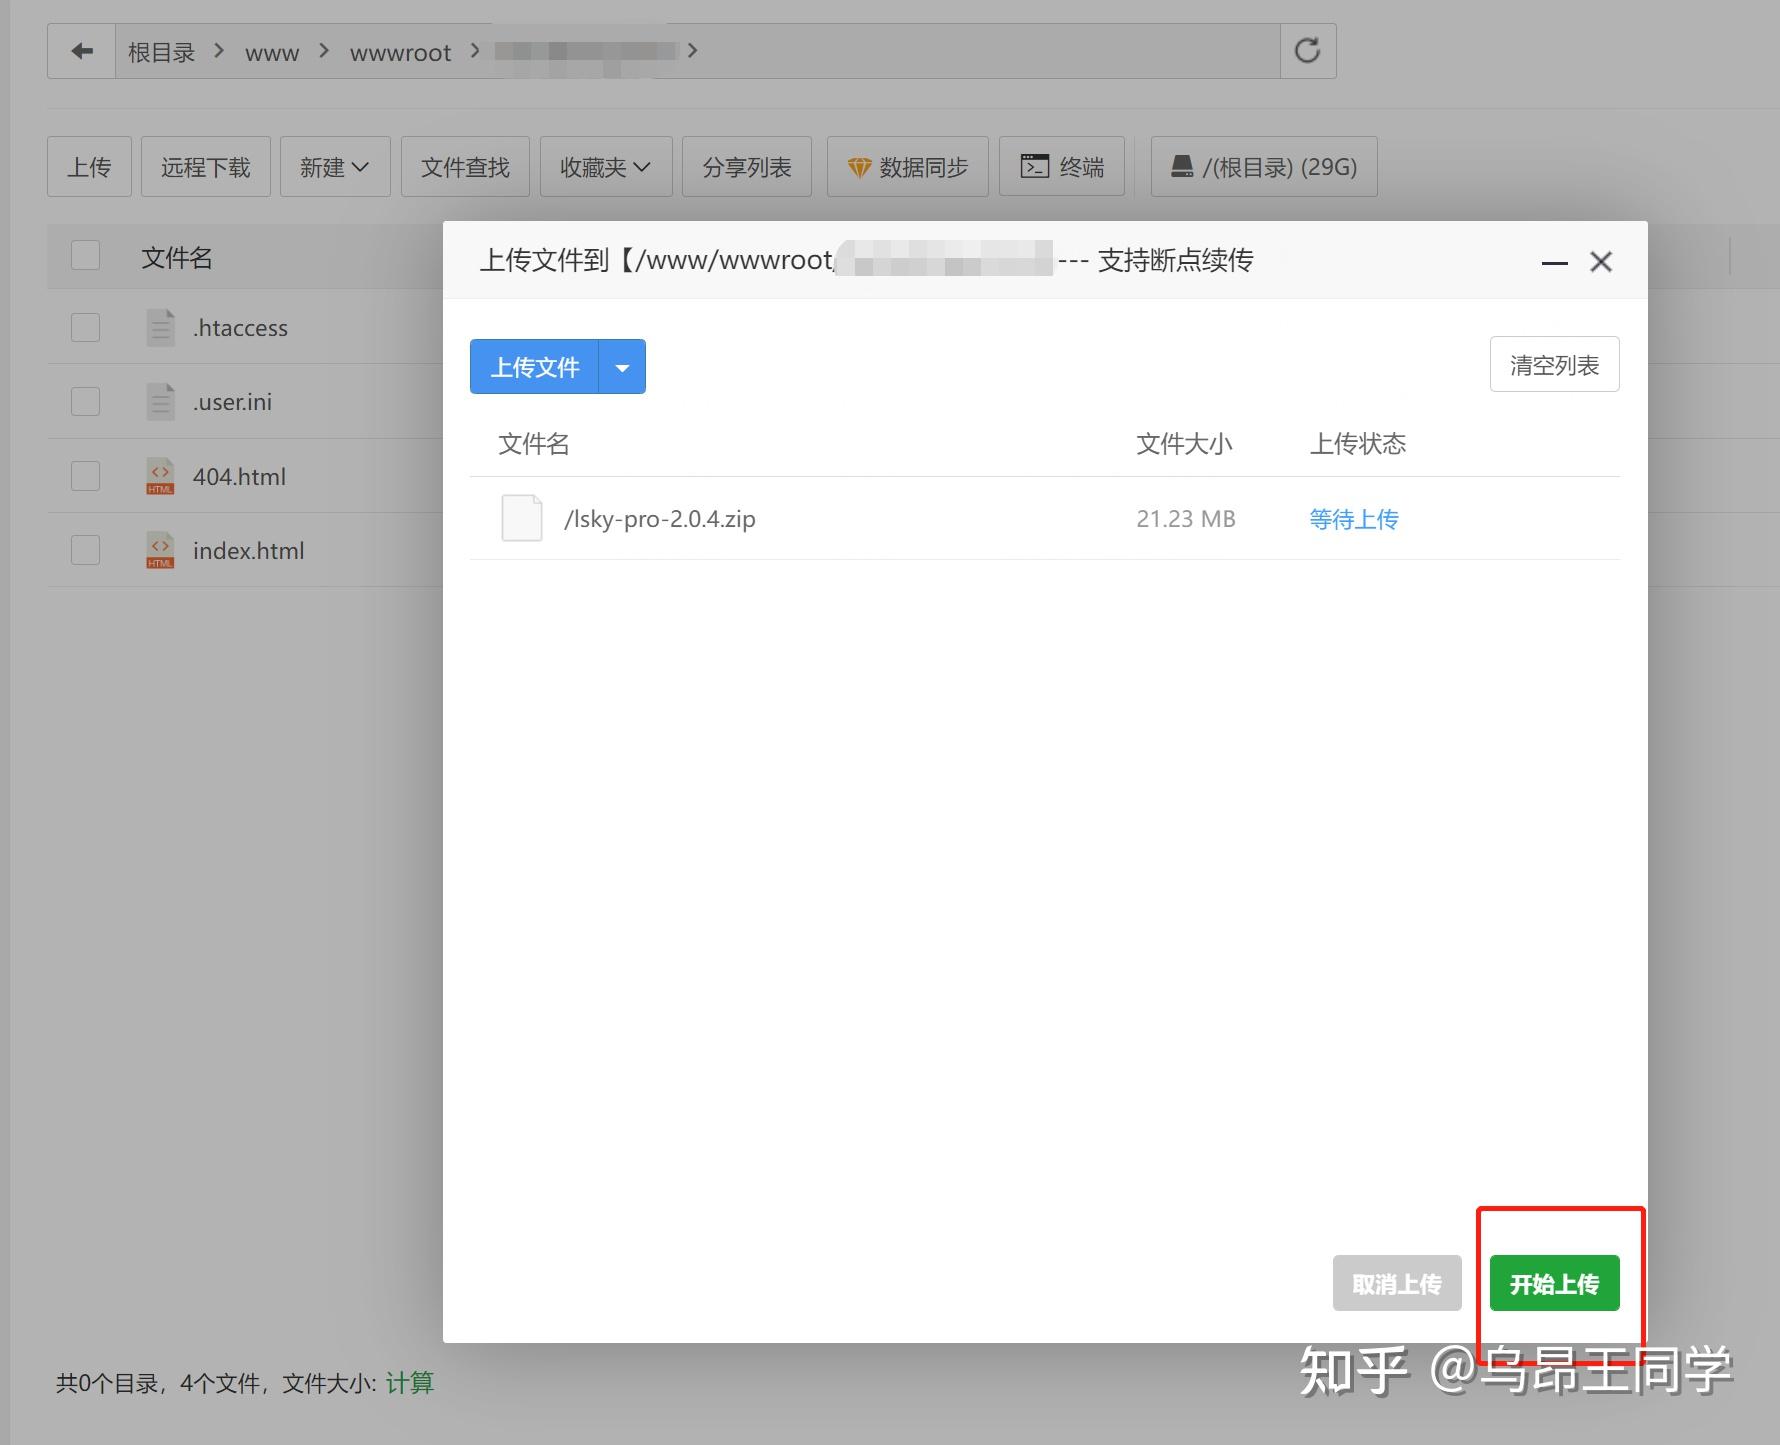 根目录 > www > wwwroot > >
上传 远程下载 新建 文件查找 收藏夹 分享列表 数据同步 终端 /(根目录) (29G)
文件名
.htaccess
.user.ini
404.html
index.html
上传文件到【/www/wwwroot/ --- 支持断点续传
上传文件 清空列表
文件名 文件大小 上传状态
/lsky-pro-2.0.4.zip 21.23 MB 等待上传
取消上传 开始上传
共0个目录，4个文件，文件大小: 计算
知乎 @乌昂王同学